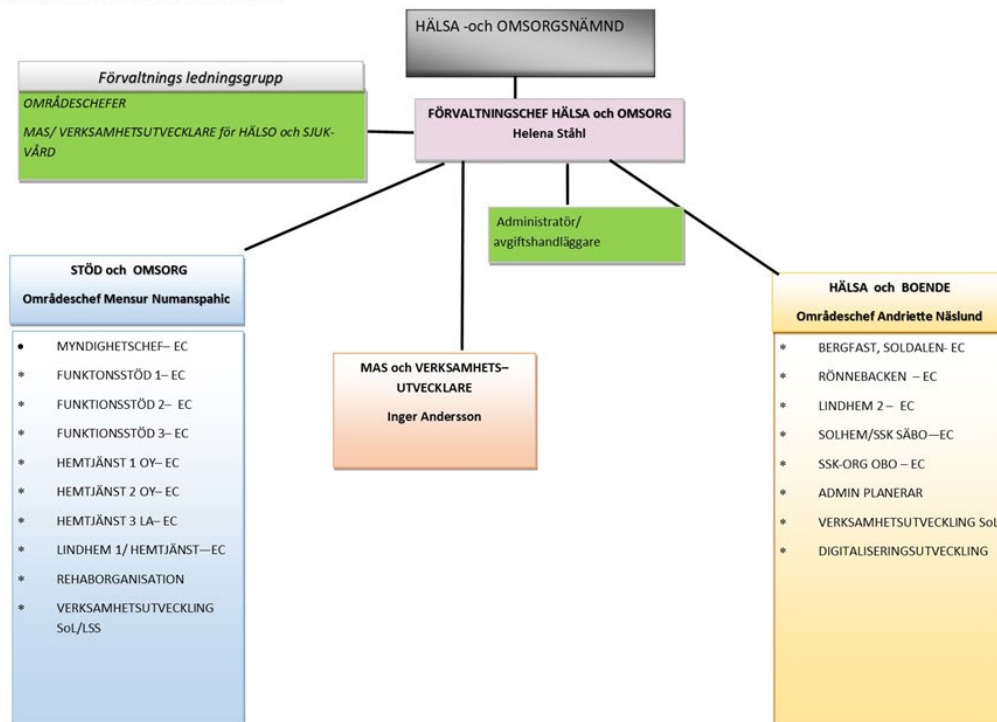 HÄLSA -och OMSORGSNÄMND
Förvaltnings ledningsgrupp
OMRÅDESCHEFER
MAS/ VERKSAMHETSUTVECKLARE för HÄLSO och SJUK-
VÅRD
FÖRVALTNINGSCHEF HÄLSA och OMSORG
Helena Ståhl
Administratör/
avgiftshandläggare
STÖD och OMSORG
Områdeschef Mensur Numanspahic
• MYNDIGHETSCHEF– EC
* FUNKTONSSTÖD 1– EC
* FUNKTIONSSTÖD 2– EC
* FUNKTIONSSTÖD 3– EC
* HEMTJÄNST 1 OY– EC
* HEMTJÄNST 2 OY– EC
* HEMTJÄNST 3 LA– EC
* LINDHEM 1/ HEMTJÄNST—EC
* REHABORGANISATION
* VERKSAMHETSUTVECKLING
SoL/LSS
MAS och VERKSAMHETS–
UTVECKLARE
Inger Andersson
HÄLSA och BOENDE
Områdeschef Andriette Näslund
* BERGFAST, SOLDALEN- EC
* RÖNNEBACKEN – EC
* LINDHEM 2 – EC
* SOLHEM/SSK SÄBO—EC
* SSK-ORG OBO – EC
* ADMIN PLANERAR
* VERKSAMHETSUTVECKLING SoL
* DIGITALISERINGSUTVECKLING